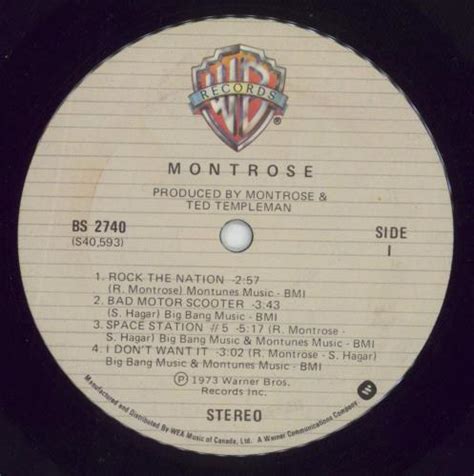 WB
RECORDS
MONTROSE
PRODUCED BY MONTROSE &
TED TEMPLEMAN
BS 2740
(S40,593)
SIDE
I
1. ROCK THE NATION -2:57
(R. Montrose) Montunes Music - BMI
2. BAD MOTOR SCOOTER -3:43
(S. Hagar) Big Bang Music - BMI
3. SPACE STATION #5 -5:17 (R. Montrose -
S. Hagar) Big Bang Music & Montunes Music - BMI
4. I DON'T WANT IT -3:02 (R. Montrose - S. Hagar)
Big Bang Music & Montunes Music - BMI
Ⓟ 1973 Warner Bros.
Records Inc.
STEREO
Manufactured and Distributed By WEA Music of Canada, Ltd. A Warner Communications Company